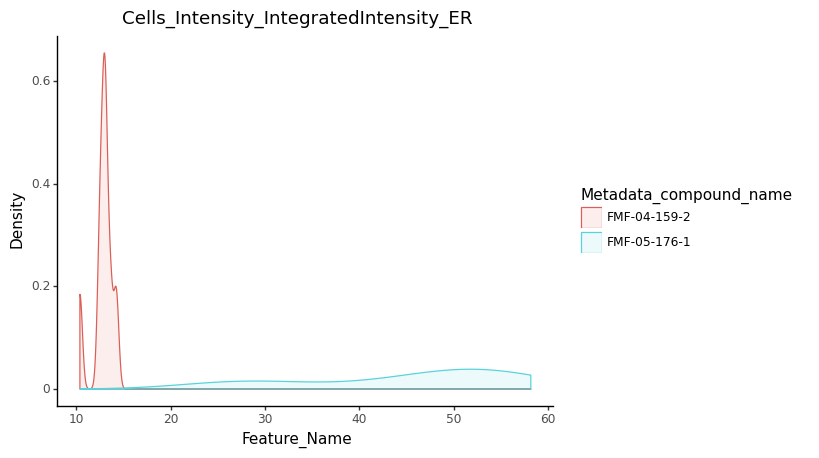 Cells_Intensity_IntegratedIntensity_ER
0.6
0.4
0.2
0
Density
10 20 30 40 50 60
Feature_Name
Metadata_compound_name
FMF-04-159-2
FMF-05-176-1